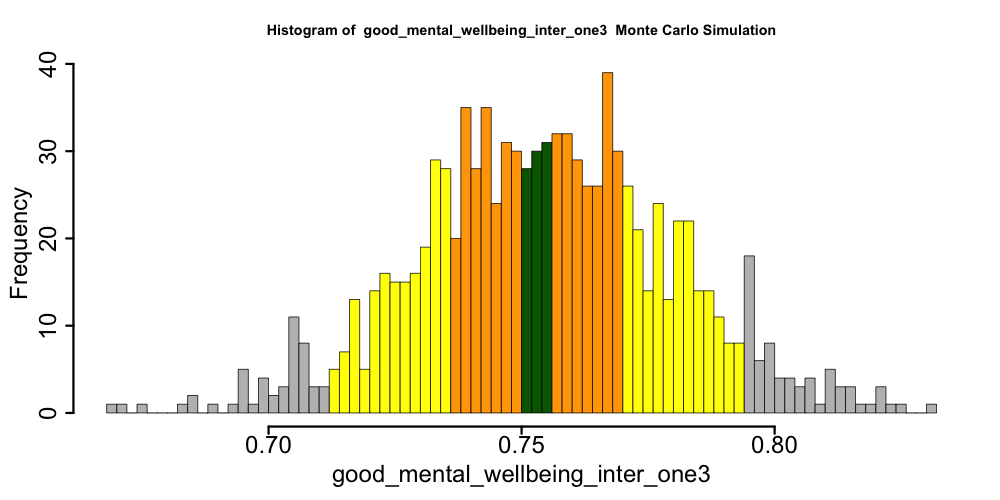 Histogram of  good_mental_wellbeing_inter_one3  Monte Carlo Simulation
Frequency
40
30
20
10
0
0.70
0.75
0.80
good_mental_wellbeing_inter_one3